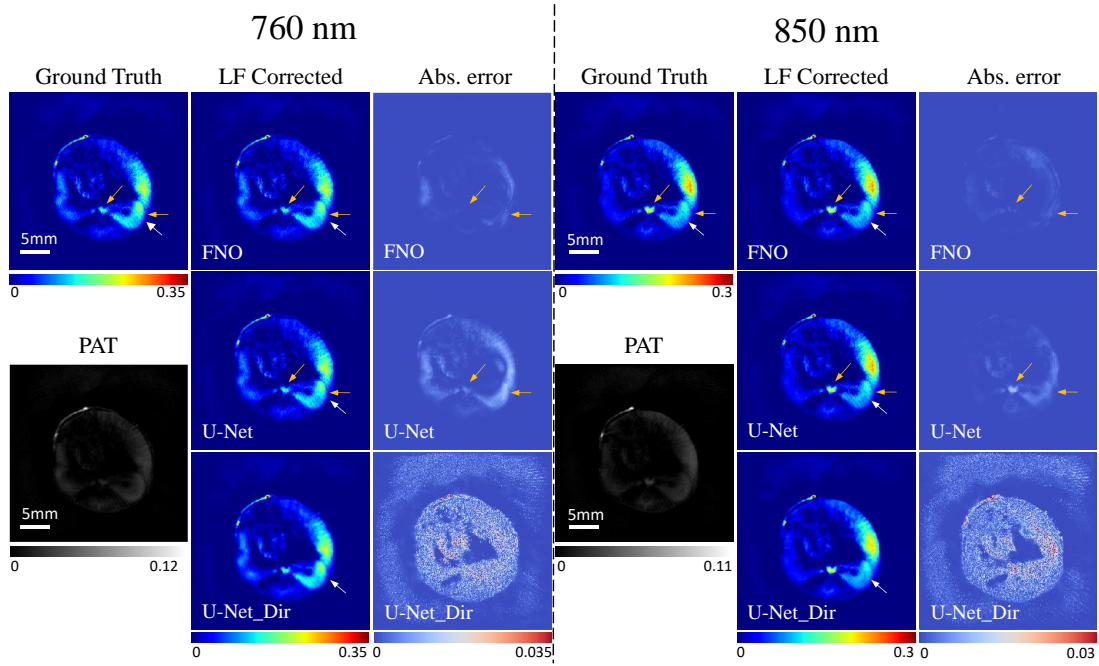 760 nm
850 nm
Ground Truth
LF Corrected
Abs. error
Ground Truth
LF Corrected
Abs. error
5mm
FNO
FNO
5mm
FNO
FNO
0
0.35
0
0.3
PAT
PAT
U-Net
U-Net
U-Net
U-Net
5mm
5mm
0
0.12
0
0.11
U-Net_Dir
U-Net_Dir
U-Net_Dir
U-Net_Dir
0
0.35
0
0.035
0
0.3
0
0.03